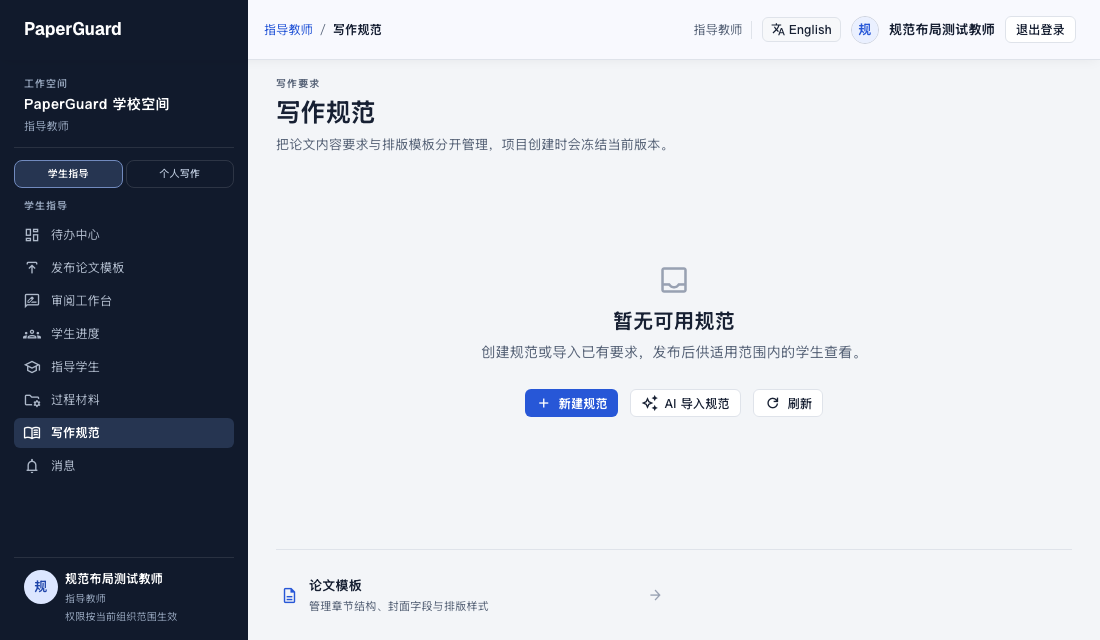 PaperGuard
工作空间
PaperGuard 学校空间
指导教师
学生指导
个人写作
学生指导
待办中心
发布论文模板
审阅工作台
学生进度
指导学生
过程材料
写作规范
消息
规
规范布局测试教师
指导教师
权限按当前组织范围生效
指导教师 / 写作规范
指导教师
English
规
规范布局测试教师
退出登录
写作要求
写作规范
把论文内容要求与排版模板分开管理，项目创建时会冻结当前版本。
暂无可用规范
创建规范或导入已有要求，发布后供适用范围内的学生查看。
新建规范
AI 导入规范
刷新
论文模板
管理章节结构、封面字段与排版样式